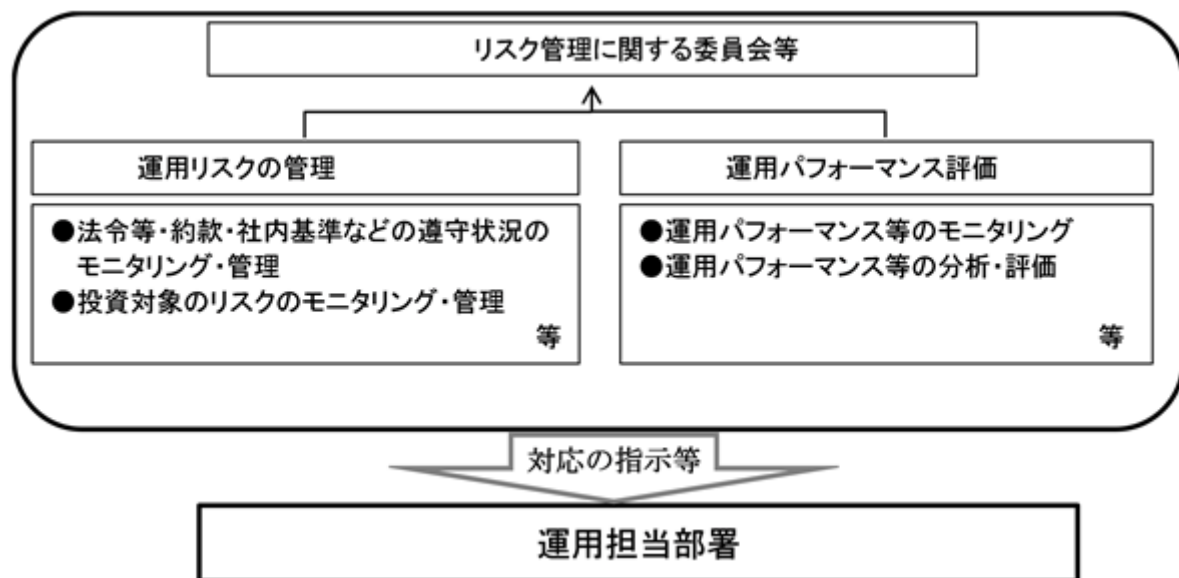 リスク管理に関する委員会等
運用リスクの管理
●法令等・約款・社内基準などの遵守状況の
モニタリング・管理
●投資対象のリスクのモニタリング・管理
等
運用パフォーマンス評価
●運用パフォーマンス等のモニタリング
●運用パフォーマンス等の分析・評価
等
対応の指示等
運用担当部署